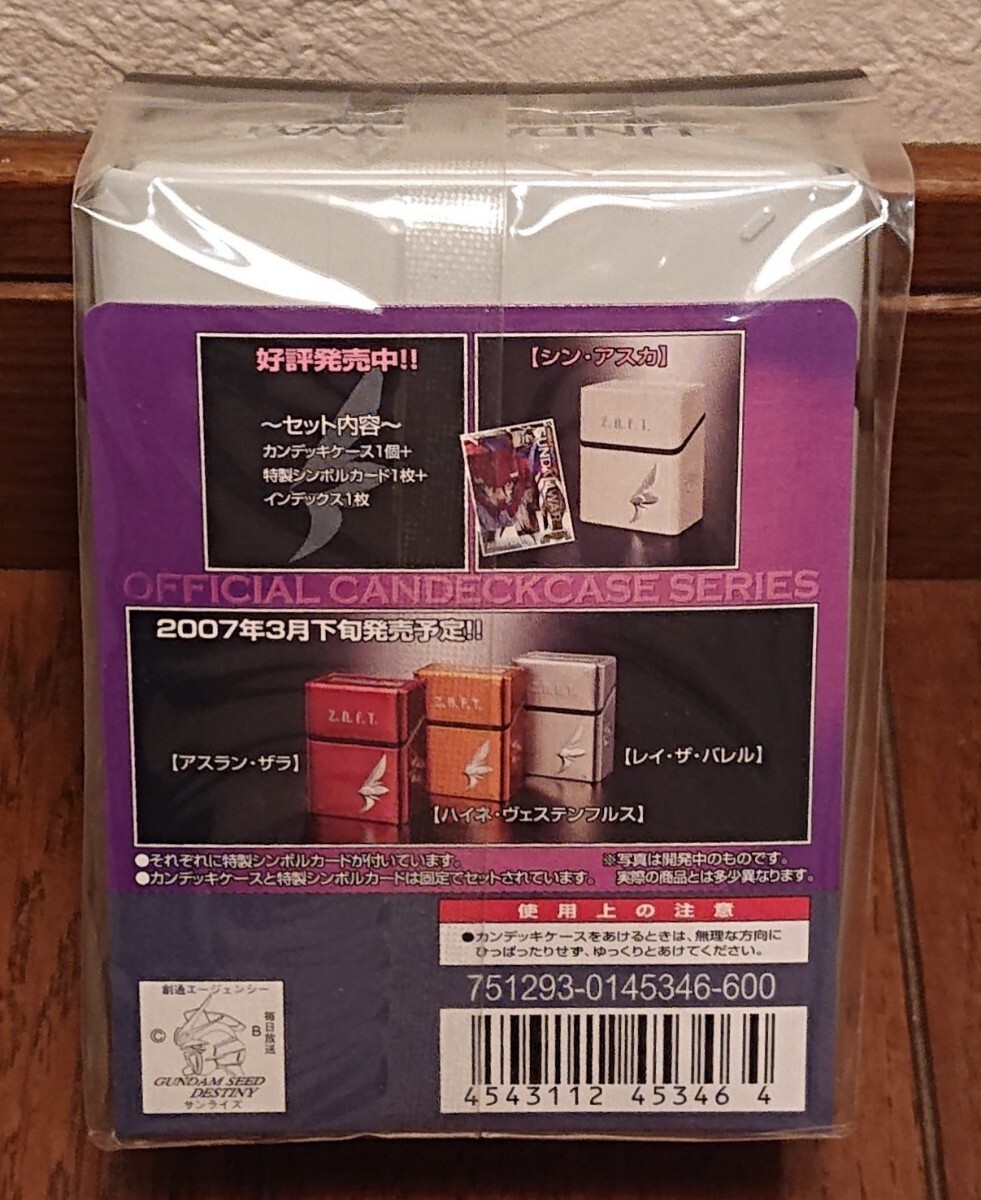 好評発売中!!
～セット内容～
カンデッキケース1個+
特製シンボルカード1枚+
インデックス1枚
【シン・アスカ】
Z.A.F.T.
OFFICIAL CANDECKCASE SERIES
2007年3月下旬発売予定!!
Z.A.F.T.
Z.A.F.T.
Z.A.F.T.
【アスラン・ザラ】
【ハイネ・ヴェステンフルス】
【レイ・ザ・バレル】
●それぞれに特製シンボルカードが付いています。
●カンデッキケースと特製シンボルカードは固定でセットされています。
※写真は開発中のものです。
実際の商品とは多少異なります。
使用上の注意
●カンデッキケースをあけるときは、無理な方向に
ひっぱったりせず、ゆっくりとあけてください。
751293-0145346-600
4543112 45346 4
創通エージェンシー
毎日放送
© B
GUNDAM SEED
DESTINY
サンライズ